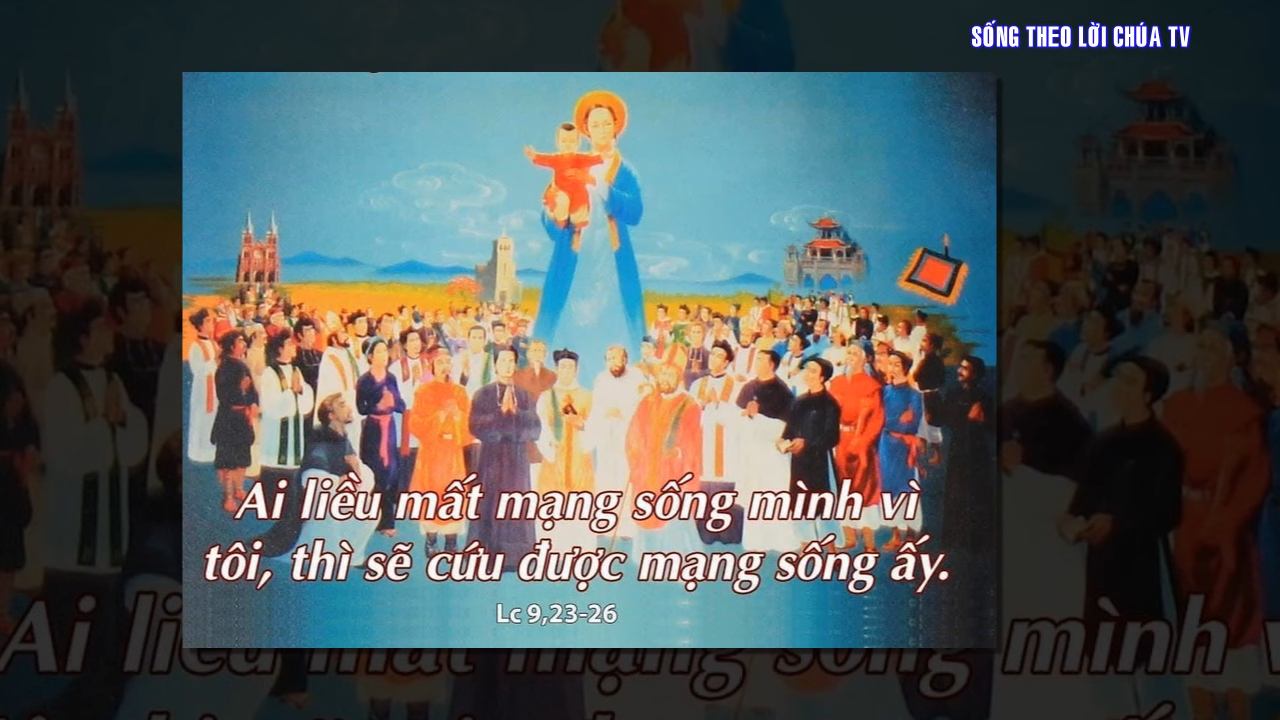 SỐNG THEO LỜI CHÚA TV
Ai liều mất mạng sống mình vì
tôi, thì sẽ cứu được mạng sống ấy.
Lc 9,23-26